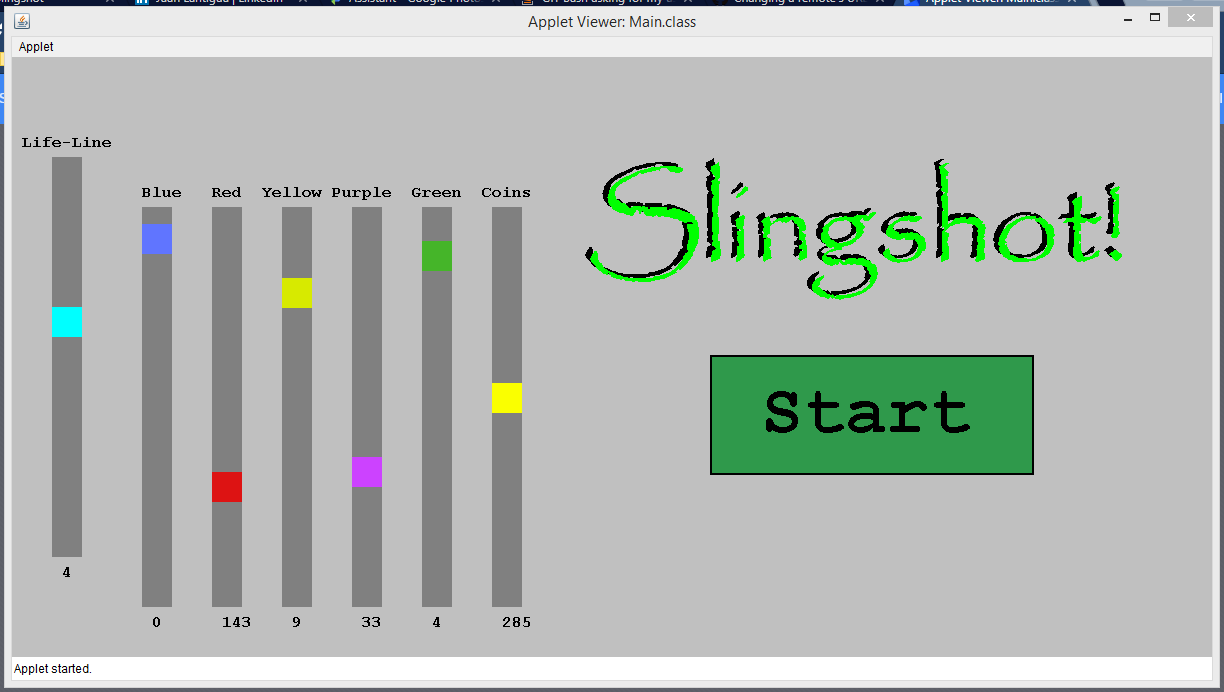 Applet Viewer: Main.class
Applet
Life-Line
Blue Red Yellow Purple Green Coins
Slingshot!
Start
4
0 143 9 33 4 285
Applet started.